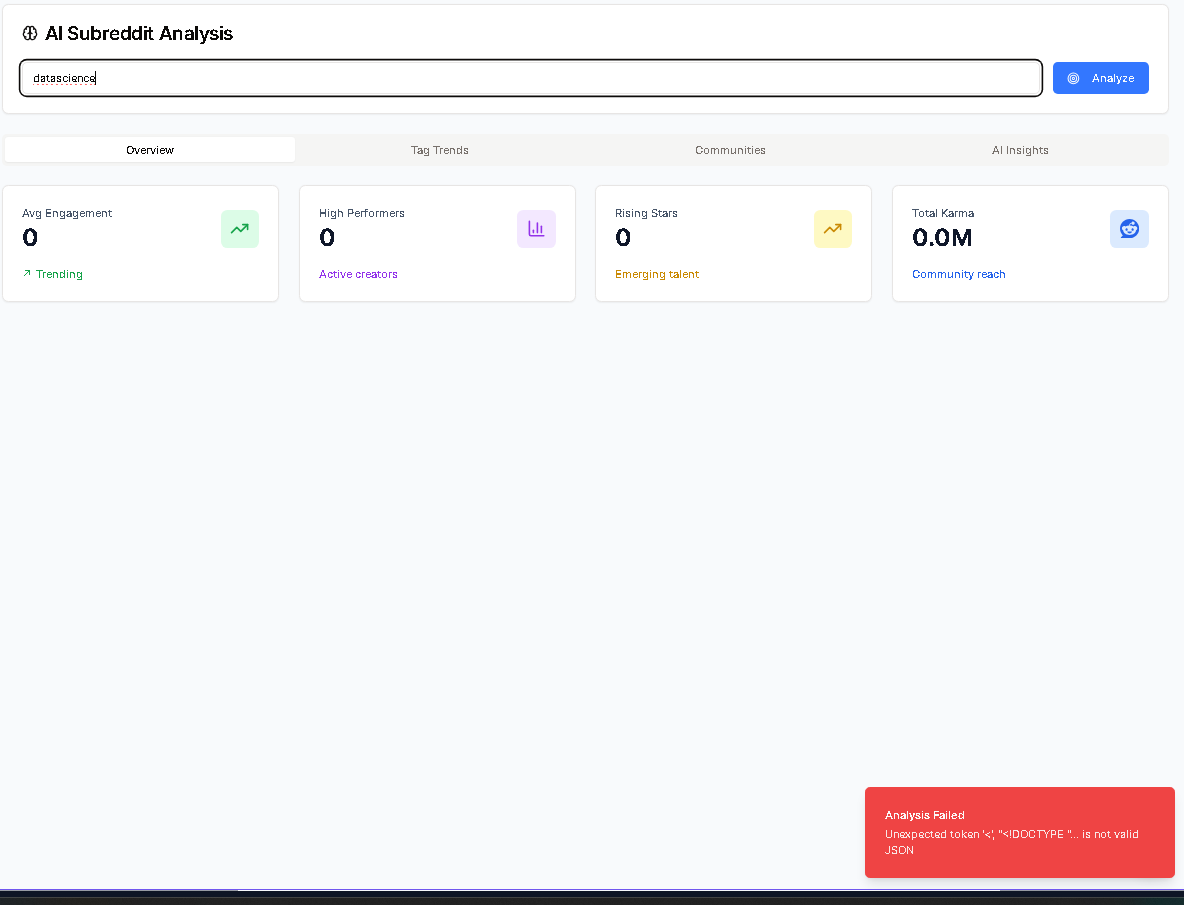 AI Subreddit Analysis
datascience
Analyze
Overview
Tag Trends
Communities
AI Insights
Avg Engagement
0
Trending
High Performers
0
Active creators
Rising Stars
0
Emerging talent
Total Karma
0.0M
Community reach
Analysis Failed
Unexpected token '<', "<!DOCTYPE "... is not valid
JSON